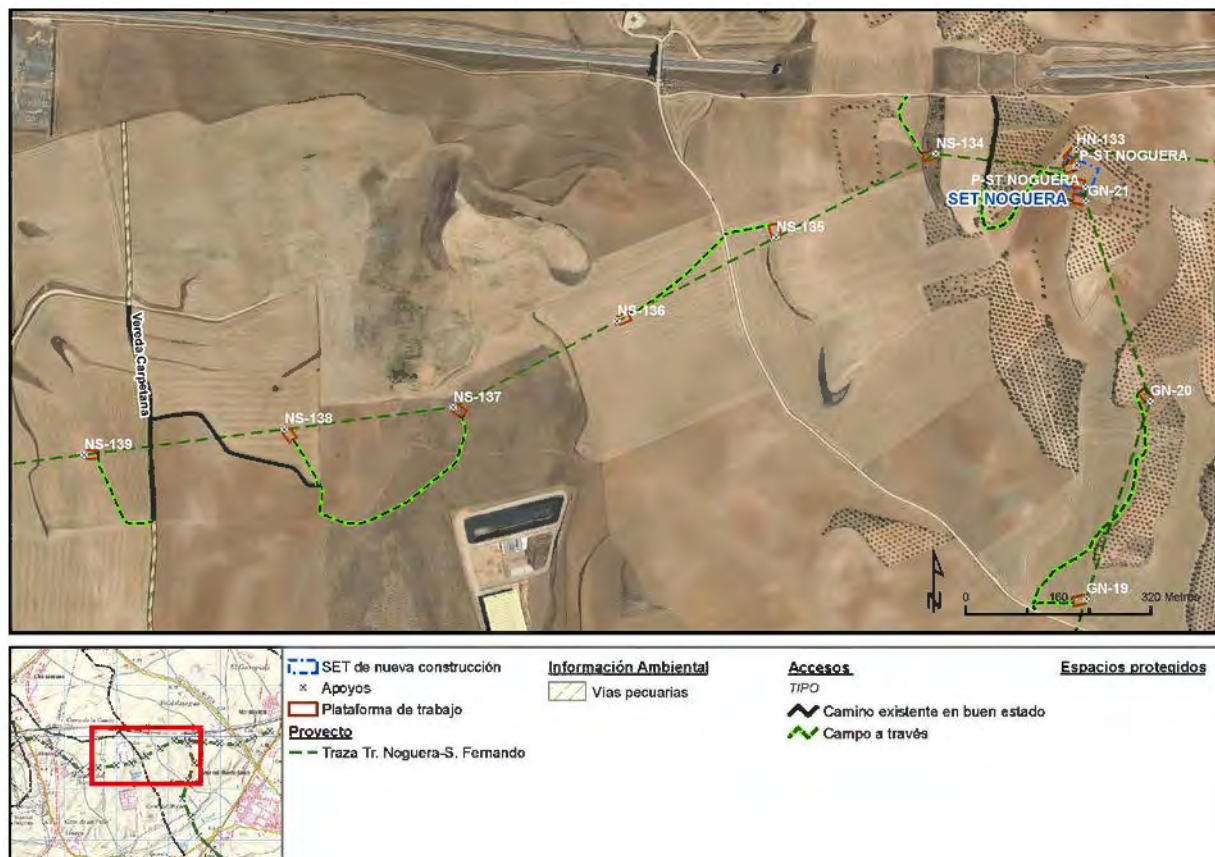 NS-134
HN-133
P-ST NOGUERA
P-ST NOGUERA
GN-21
SET NOGUERA
NS-135
NS-136
Vereda Carpetana
GN-20
NS-137
NS-138
NS-139
GN-19
0 160 320 Metros
SET de nueva construcción
Apoyos
Plataforma de trabajo
Proyecto
Traza Tr. Noguera-S. Fernando
Información Ambiental
Vías pecuarias
Accesos
TIPO
Camino existente en buen estado
Campo a través
Espacios protegidos